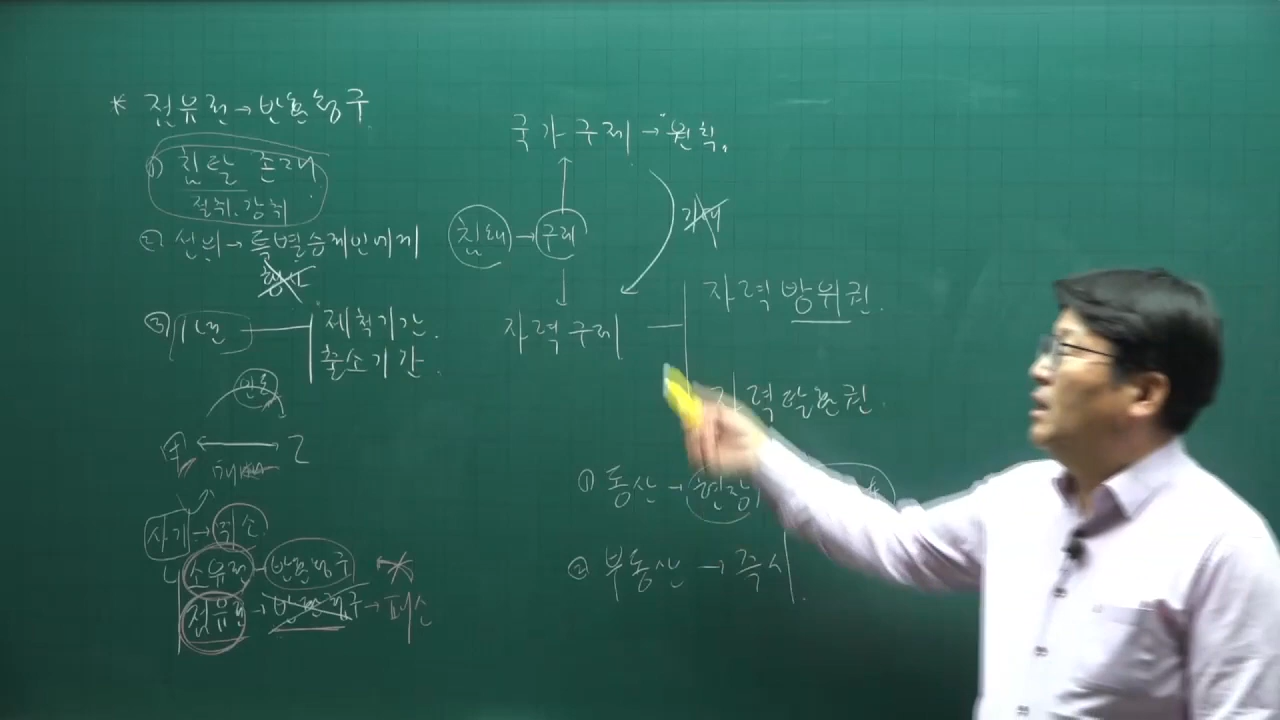 * 점유권→반환청구
① 침탈 존재
절취.강취
② 선의→특별승계인에게
③ 1년
제척기간.
출소기간.
인도
甲 ↔ 乙
사기→취소
소유권→반환청구 *
점유권→반환청구→패소
국가구제→원칙.
침해→구제
자력구제
자력방위권.
자력탈환권.
① 동산→현장
② 부동산→즉시